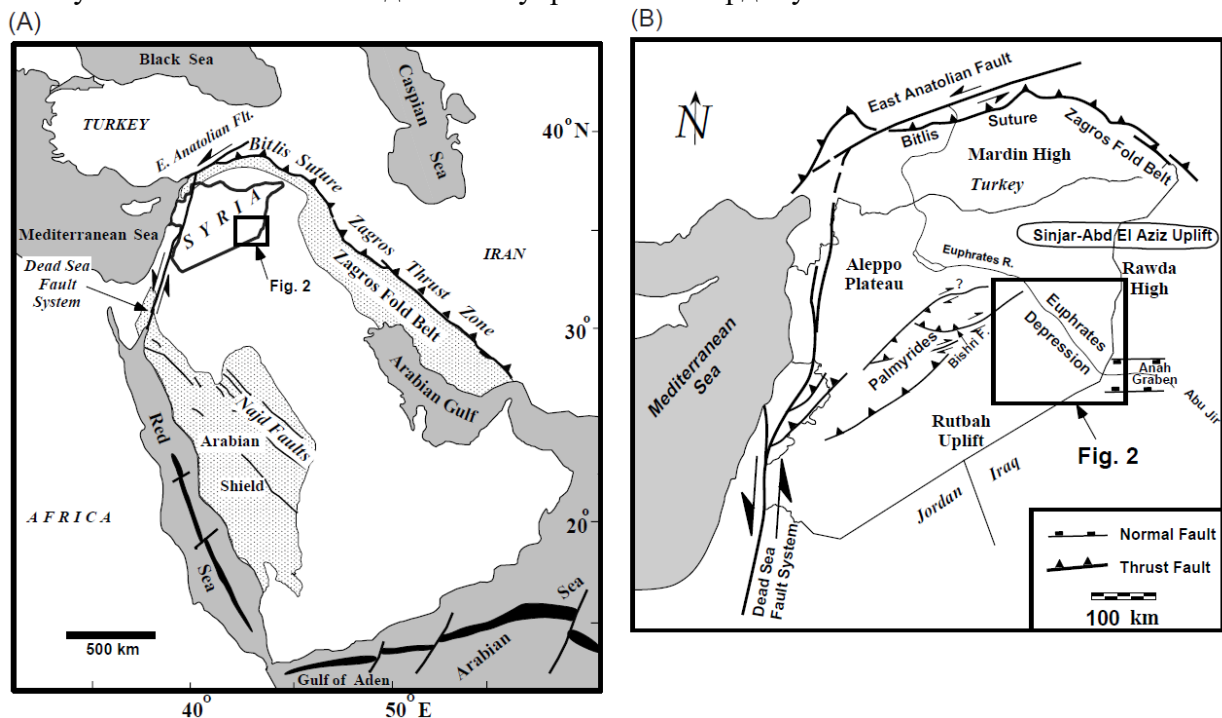 (A)
Black Sea
Caspian
Sea
TURKEY
40°N
E. Anatolian Flt.
Bitlis Suture
SYRIA
Mediterranean Sea
Zagros Thrust Zone
IRAN
Dead Sea
Fault
System
Fig. 2
Zagros Fold Belt
30°
Arabian Gulf
Najd Faults
Red
Sea
Arabian
Shield
AFRICA
20°
500 km
Arabian
Sea
Gulf of Aden
40°
50°E
(B)
N
East Anatolian Fault
Bitlis
Suture
Zagros Fold Belt
Mardin High
Turkey
Sinjar-Abd El Aziz Uplift
Euphrates R.
Aleppo
Plateau
Rawda
High
?
Euphrates
Depression
Palmyrides
Bishri F.
Mediterranean
Sea
Anah
Graben
Abu Jir
Rutbah
Uplift
Fig. 2
Jordan
Iraq
Dead Sea
Fault System
Normal Fault
Thrust Fault
100 km